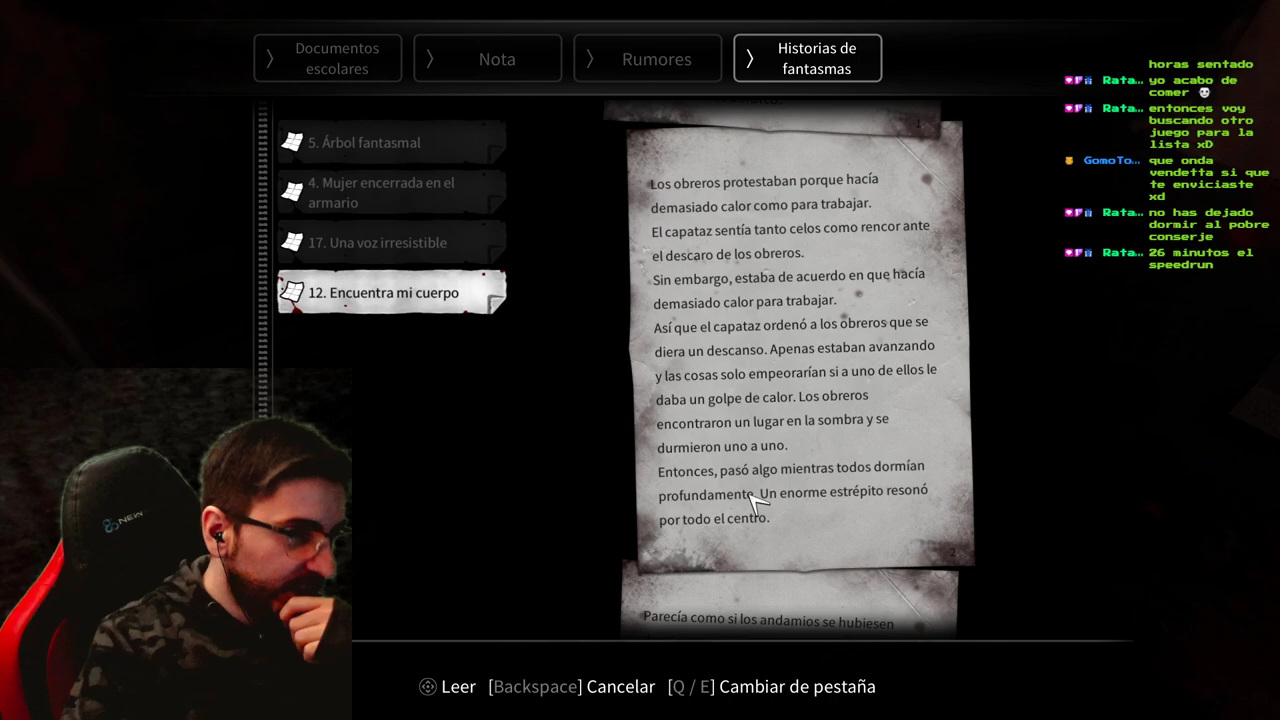 Documentos
escolares
Nota
Rumores
Historias de
fantasmas
5. Árbol fantasmal
4. Mujer encerrada en el
armario
17. Una voz irresistible
12. Encuentra mi cuerpo
1
Los obreros protestaban porque hacía
demasiado calor como para trabajar.
El capataz sentía tanto celos como rencor ante
el descaro de los obreros.
Sin embargo, estaba de acuerdo en que hacía
demasiado calor para trabajar.
Así que el capataz ordenó a los obreros que se
diera un descanso. Apenas estaban avanzando
y las cosas solo empeorarían si a uno de ellos le
daba un golpe de calor. Los obreros
encontraron un lugar en la sombra y se
durmieron uno a uno.
Entonces, pasó algo mientras todos dormían
profundamente. Un enorme estrépito resonó
por todo el centro.
2
Parecía como si los andamios se hubiesen
horas sentado
Rata... yo acabo de
comer
Rata... entonces voy
buscando otro
juego para la
lista xD
GomoTo... que onda
vendetta si que
te enviciaste
xd
Rata... no has dejado
dormir al pobre
conserje
Rata... 26 minutos el
speedrun
NEW
Leer [Backspace] Cancelar [Q / E] Cambiar de pestaña